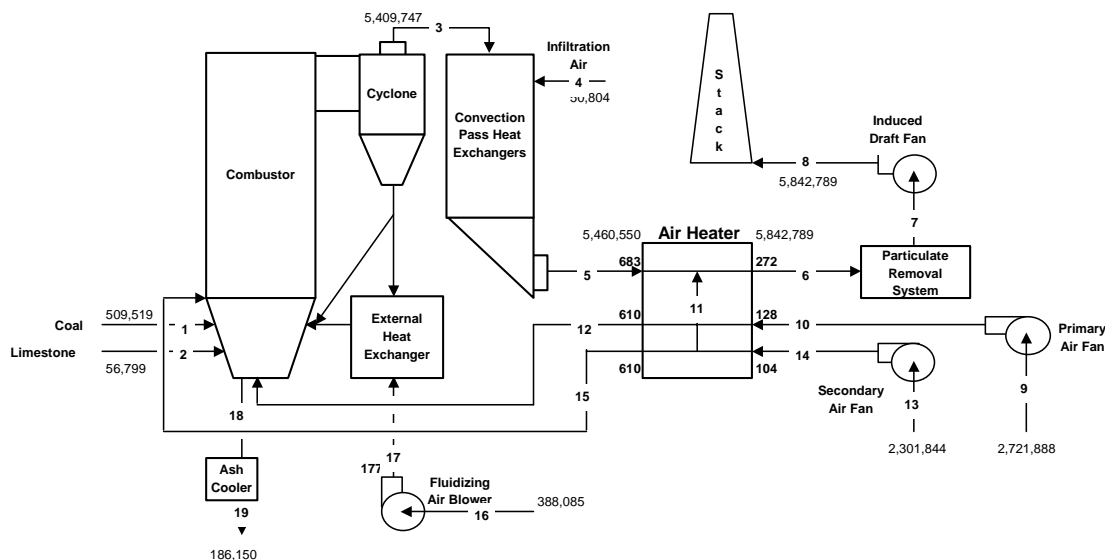 5,409,747
3
Infiltration
Air
4
Cyclone
Convection
Pass Heat
Exchangers
Combustor
S
t
a
c
k
Induced
Draft Fan
8
5,842,789
7
5,460,550
Air Heater
5,842,789
683
272
5
6
Particulate
Removal
System
11
Coal
509,519
1
External
Heat
Exchanger
12
610
128
10
Primary
Air Fan
Limestone
2
56,799
610
104
14
15
Secondary
Air Fan
13
9
18
2,301,844
2,721,888
Ash
Cooler
17
177
Fluidizing
Air Blower
16
388,085
19
186,150